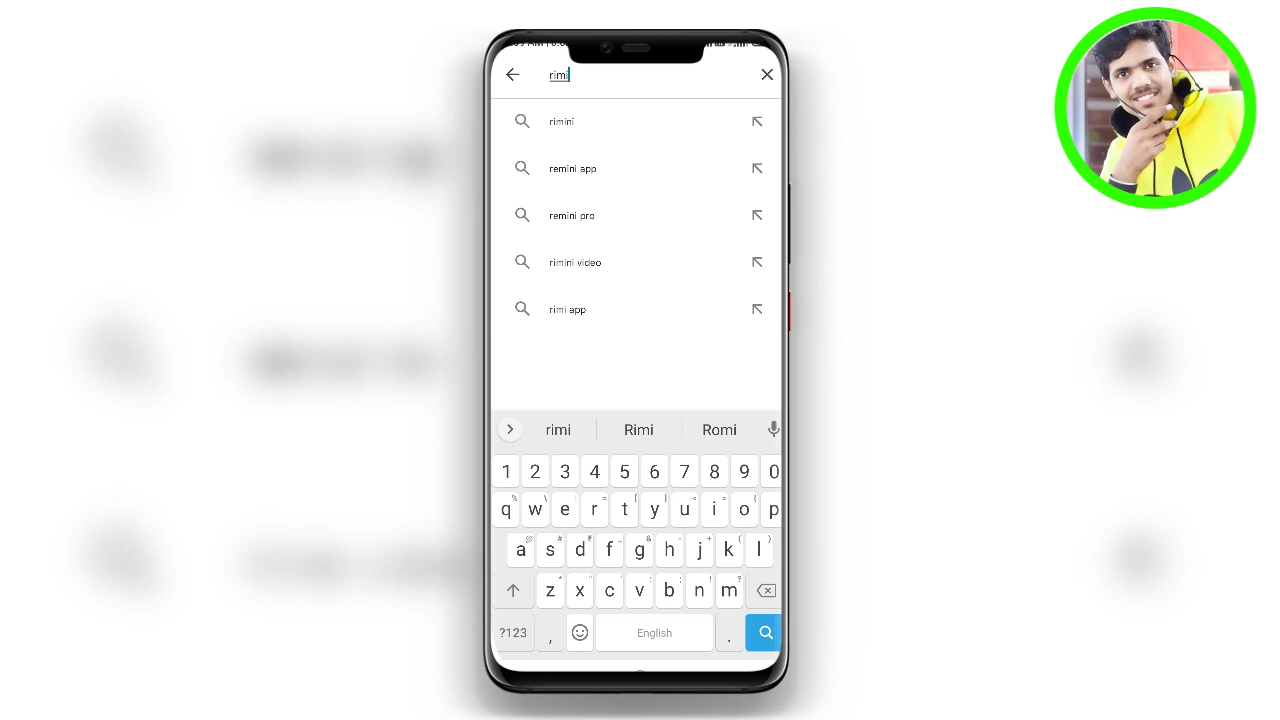 rimi
rimini
remini app
remini pro
rimini video
rimi app
rimi Rimi Romi
1 2 3 4 5 6 7 8 9 0
q w e r t y u i o p
a s d f g h j k l
z x c v b n m
?123 , English .